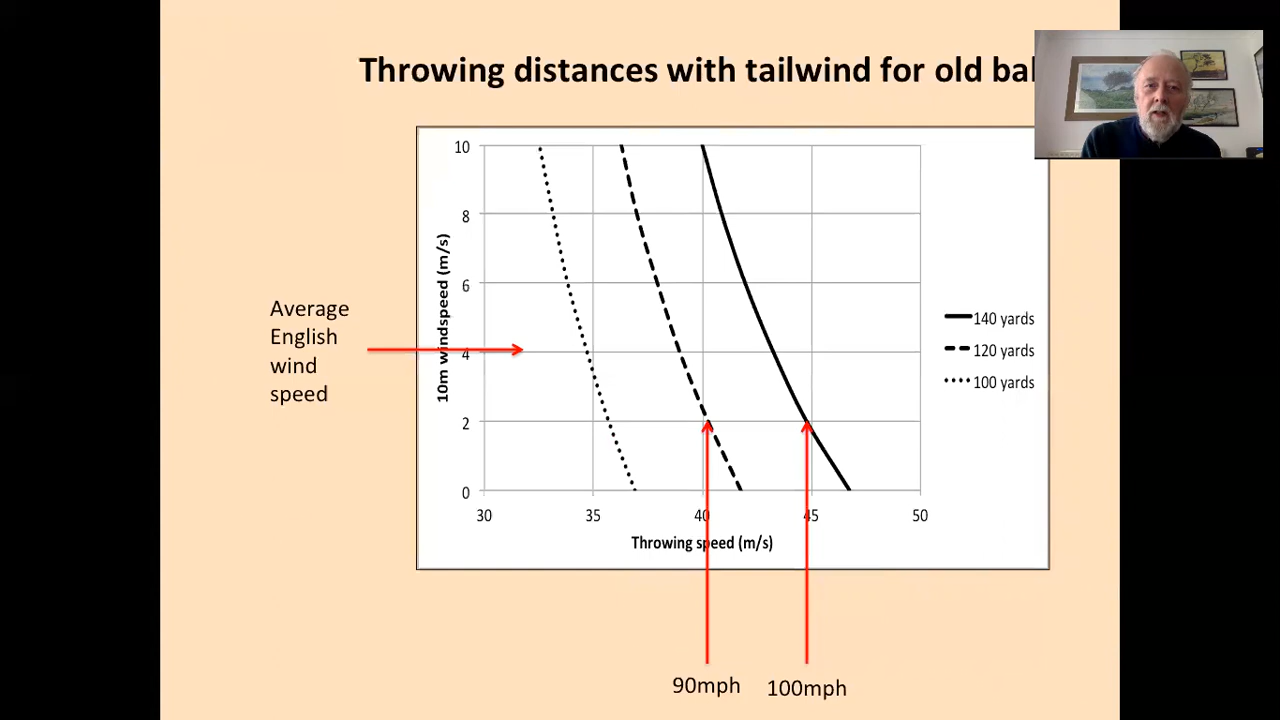 Throwing distances with tailwind for old
10
8
6
4
2
0
10m windspeed (m/s)
30 35 40 45 50
Throwing speed (m/s)
140 yards
120 yards
100 yards
Average
English
wind
speed
90mph 100mph